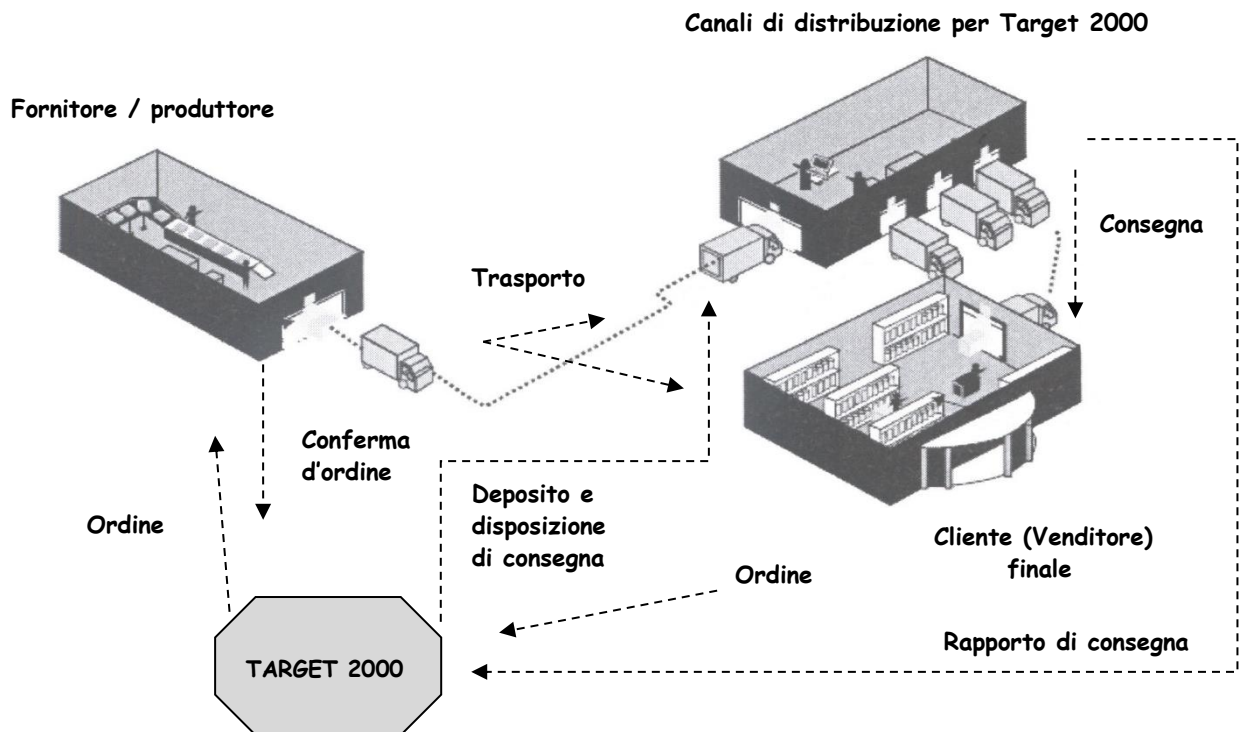 Canali di distribuzione per Target 2000
Fornitore / produttore
Consegna
Trasporto
Conferma
d'ordine
Deposito e
disposizione
di consegna
Ordine
Cliente (Venditore)
finale
Ordine
Rapporto di consegna
TARGET 2000